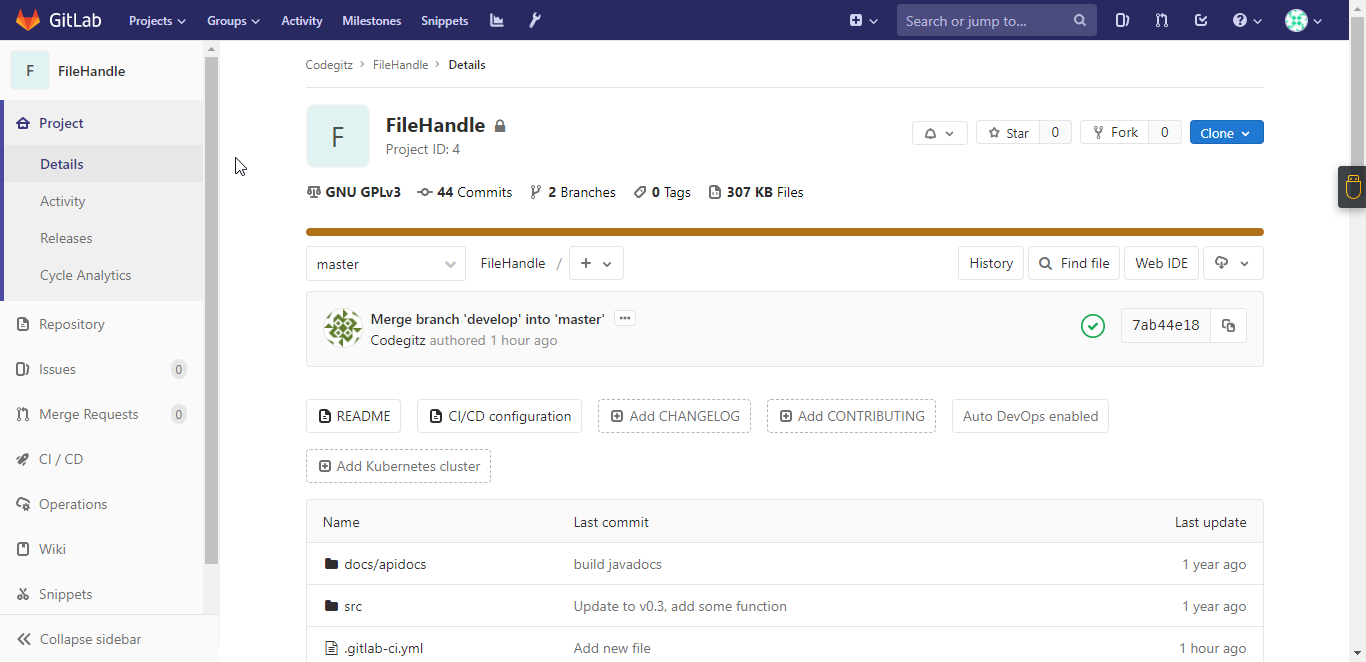 GitLab Projects Groups Activity Milestones Snippets Search or jump to...
F FileHandle
Project
Details
Activity
Releases
Cycle Analytics
Repository
Issues 0
Merge Requests 0
CI / CD
Operations
Wiki
Snippets
Collapse sidebar
Codegitz > FileHandle > Details
F
FileHandle
Project ID: 4
Star 0 Fork 0 Clone
GNU GPLv3 44 Commits 2 Branches 0 Tags 307 KB Files
master FileHandle / + History Find file Web IDE
Merge branch 'develop' into 'master' ...
Codegitz authored 1 hour ago
7ab44e18
README CI/CD configuration Add CHANGELOG Add CONTRIBUTING Auto DevOps enabled
Add Kubernetes cluster
Name Last commit Last update
docs/apidocs build javadocs 1 year ago
src Update to v0.3, add some function 1 year ago
.gitlab-ci.yml Add new file 1 hour ago